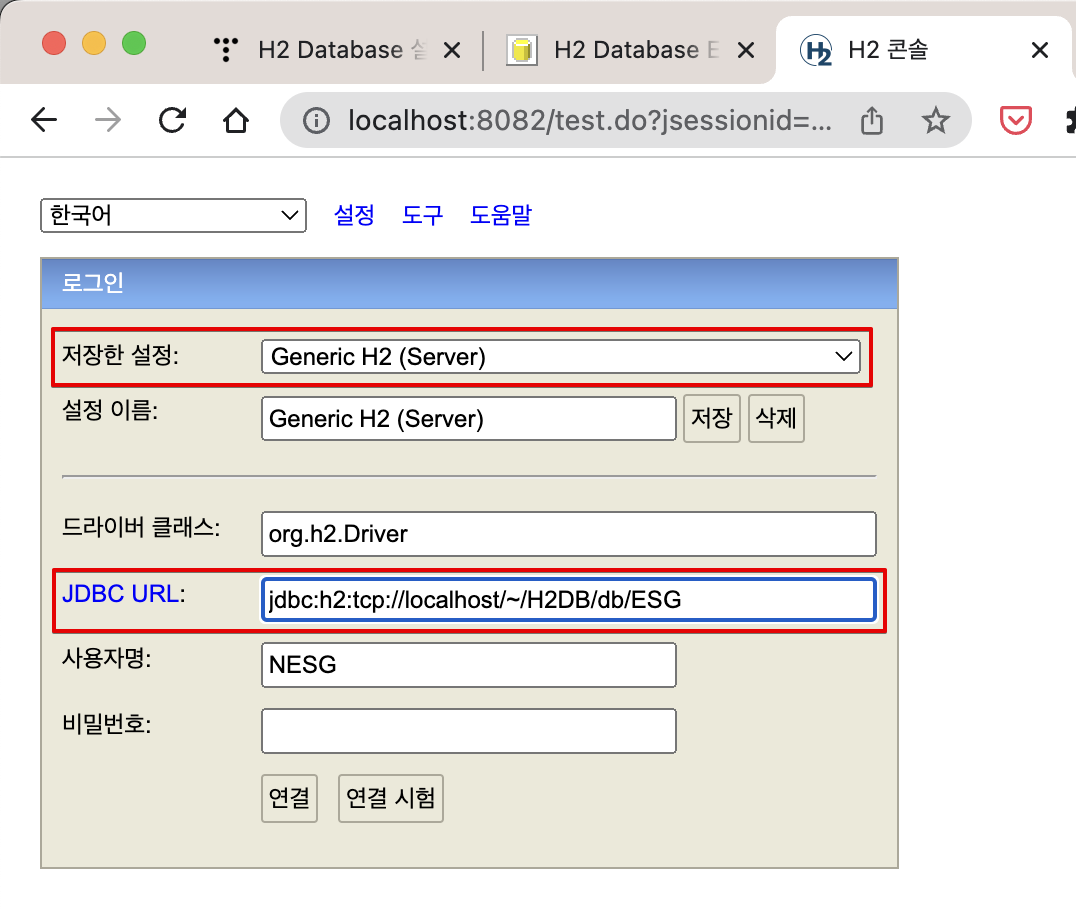 H2 Database 설
H2 Database E
H2 콘솔
localhost:8082/test.do?jsessionid=...
한국어 설정 도구 도움말
로그인
저장한 설정: Generic H2 (Server)
설정 이름: Generic H2 (Server) 저장 삭제
드라이버 클래스: org.h2.Driver
JDBC URL: jdbc:h2:tcp://localhost/~/H2DB/db/ESG
사용자명: NESG
비밀번호:
연결 연결 시험